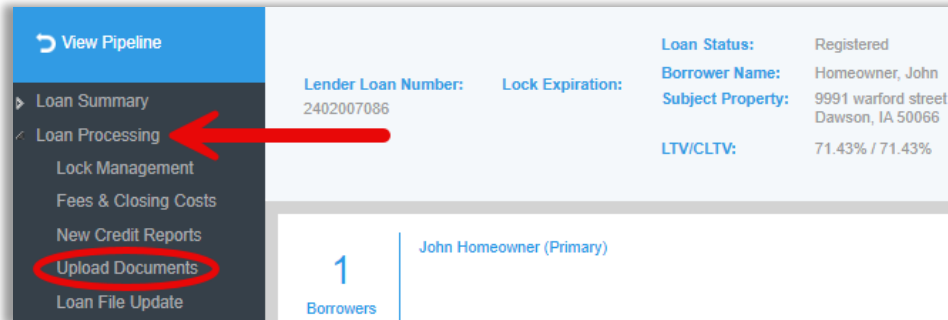 View Pipeline
Loan Summary
Loan Processing
Lock Management
Fees & Closing Costs
New Credit Reports
Upload Documents
Loan File Update
Lender Loan Number:
2402007086
Lock Expiration:
Loan Status: Registered
Borrower Name: Homeowner, John
Subject Property: 9991 warford street
Dawson, IA 50066
LTV/CLTV: 71.43% / 71.43%
1
Borrowers
John Homeowner (Primary)